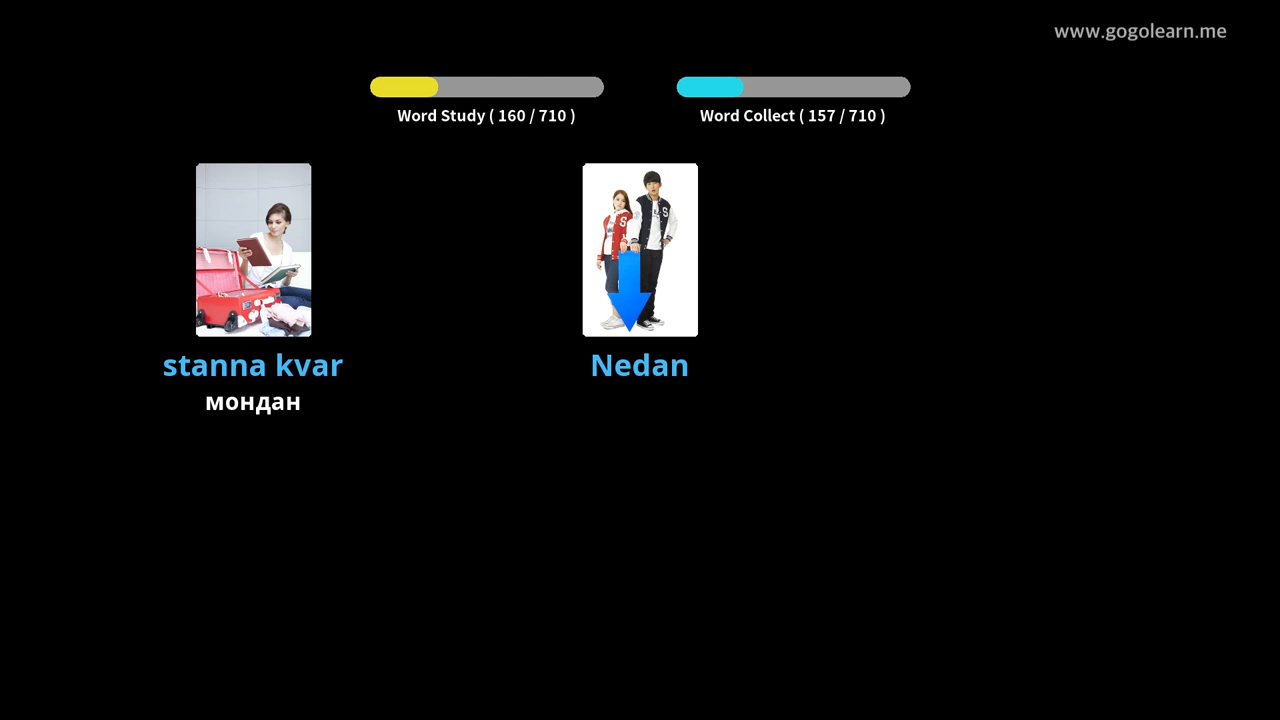 www.gogolearn.me
Word Study ( 160 / 710 )
Word Collect ( 157 / 710 )
stanna kvar
мондан
Nedan